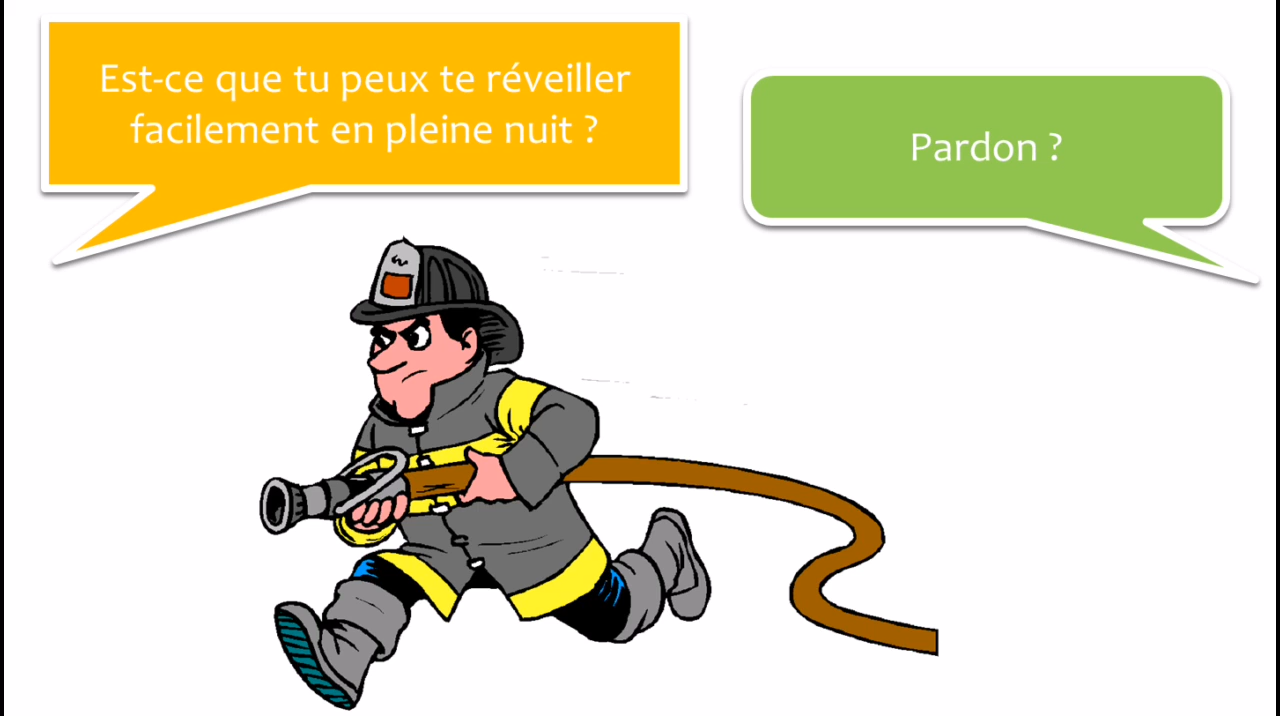 Est-ce que tu peux te réveiller
facilement en pleine nuit ?
Pardon ?